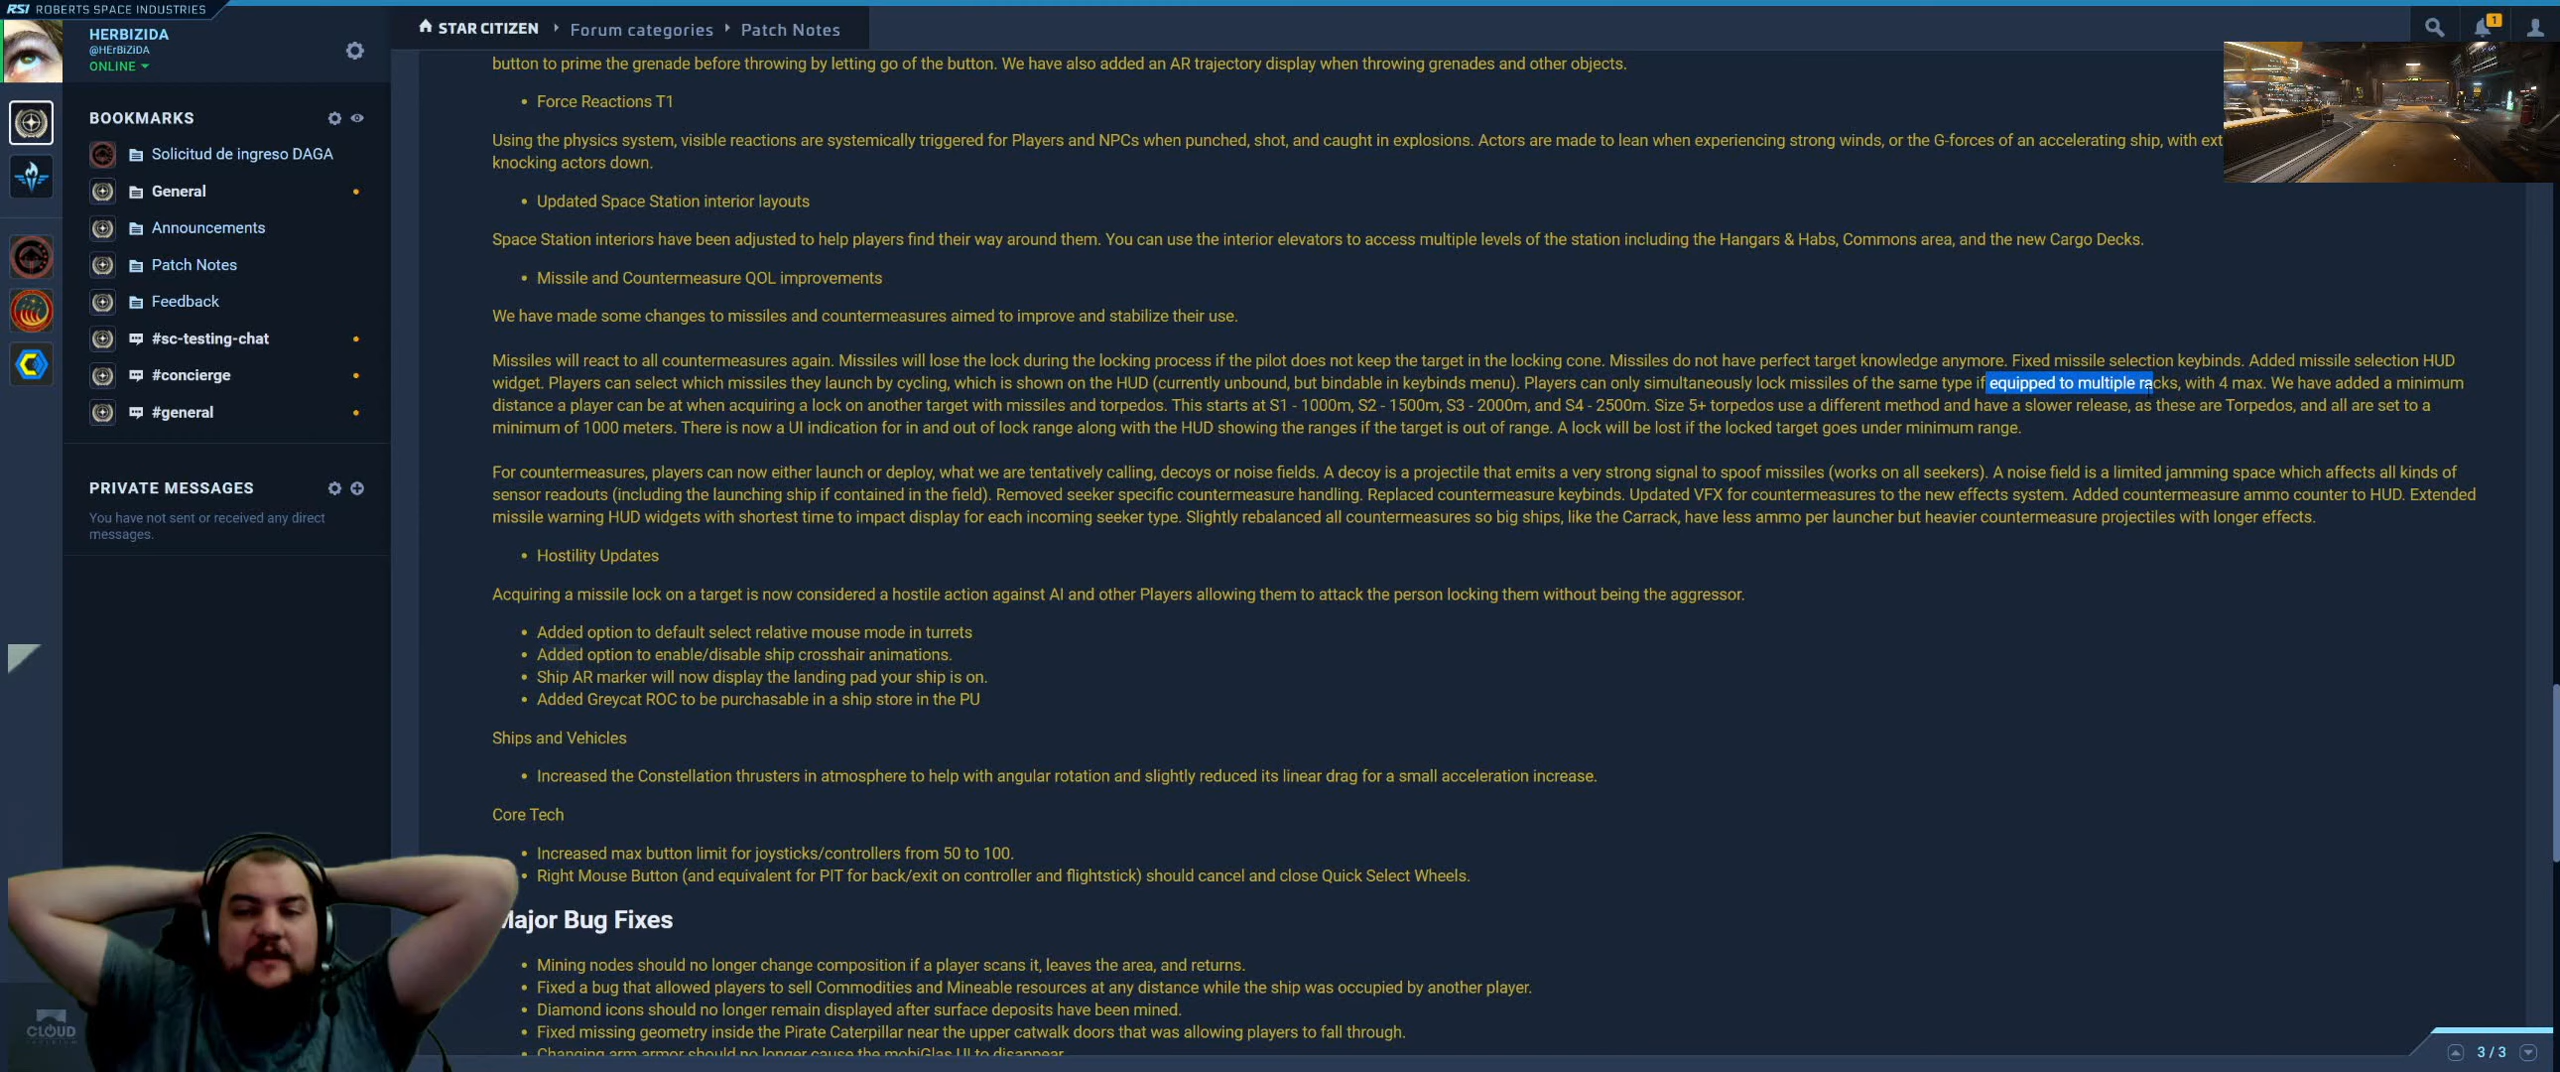 RSI ROBERTS SPACE INDUSTRIES
HERBIZIDA
@HErBiZiDA
ONLINE
BOOKMARKS
Solicitud de ingreso DAGA
General
Announcements
Patch Notes
Feedback
#sc-testing-chat
#concierge
#general
PRIVATE MESSAGES
You have not sent or received any direct
messages.
STAR CITIZEN Forum categories Patch Notes
1
button to prime the grenade before throwing by letting go of the button. We have also added an AR trajectory display when throwing grenades and other objects.
• Force Reactions T1
Using the physics system, visible reactions are systemically triggered for Players and NPCs when punched, shot, and caught in explosions. Actors are made to lean when experiencing strong winds, or the G-forces of an accelerating ship, with
knocking actors down.
• Updated Space Station interior layouts
Space Station interiors have been adjusted to help players find their way around them. You can use the interior elevators to access multiple levels of the station including the Hangars & Habs, Commons area, and the new Cargo Decks.
• Missile and Countermeasure QOL improvements
We have made some changes to missiles and countermeasures aimed to improve and stabilize their use.
Missiles will react to all countermeasures again. Missiles will lose the lock during the locking process if the pilot does not keep the target in the locking cone. Missiles do not have perfect target knowledge anymore. Fixed missile selection keybinds. Added missile selection HUD
widget. Players can select which missiles they launch by cycling, which is shown on the HUD (currently unbound, but bindable in keybinds menu). Players can only simultaneously lock missiles of the same type if equipped to multiple racks, with 4 max. We have added a minimum
distance a player can be at when acquiring a lock on another target with missiles and torpedos. This starts at S1 - 1000m, S2 - 1500m, S3 - 2000m, and S4 - 2500m. Size 5+ torpedos use a different method and have a slower release, as these are Torpedos, and all are set to a
minimum of 1000 meters. There is now a UI indication for in and out of lock range along with the HUD showing the ranges if the target is out of range. A lock will be lost if the locked target goes under minimum range.
For countermeasures, players can now either launch or deploy, what we are tentatively calling, decoys or noise fields. A decoy is a projectile that emits a very strong signal to spoof missiles (works on all seekers). A noise field is a limited jamming space which affects all kinds of
sensor readouts (including the launching ship if contained in the field). Removed seeker specific countermeasure handling. Replaced countermeasure keybinds. Updated VFX for countermeasures to the new effects system. Added countermeasure ammo counter to HUD. Extended
missile warning HUD widgets with shortest time to impact display for each incoming seeker type. Slightly rebalanced all countermeasures so big ships, like the Carrack, have less ammo per launcher but heavier countermeasure projectiles with longer effects.
• Hostility Updates
Acquiring a missile lock on a target is now considered a hostile action against AI and other Players allowing them to attack the person locking them without being the aggressor.
• Added option to default select relative mouse mode in turrets
• Added option to enable/disable ship crosshair animations.
• Ship AR marker will now display the landing pad your ship is on.
• Added Greycat ROC to be purchasable in a ship store in the PU
Ships and Vehicles
• Increased the Constellation thrusters in atmosphere to help with angular rotation and slightly reduced its linear drag for a small acceleration increase.
Core Tech
• Increased max button limit for joysticks/controllers from 50 to 100.
• Right Mouse Button (and equivalent for PIT for back/exit on controller and flightstick) should cancel and close Quick Select Wheels.
Major Bug Fixes
• Mining nodes should no longer change composition if a player scans it, leaves the area, and returns.
• Fixed a bug that allowed players to sell Commodities and Mineable resources at any distance while the ship was occupied by another player.
• Diamond icons should no longer remain displayed after surface deposits have been mined.
• Fixed missing geometry inside the Pirate Caterpillar near the upper catwalk doors that was allowing players to fall through.
• Changing arm armor should no longer cause the mobiGlas UI to disappear
CLOUD
3 / 3